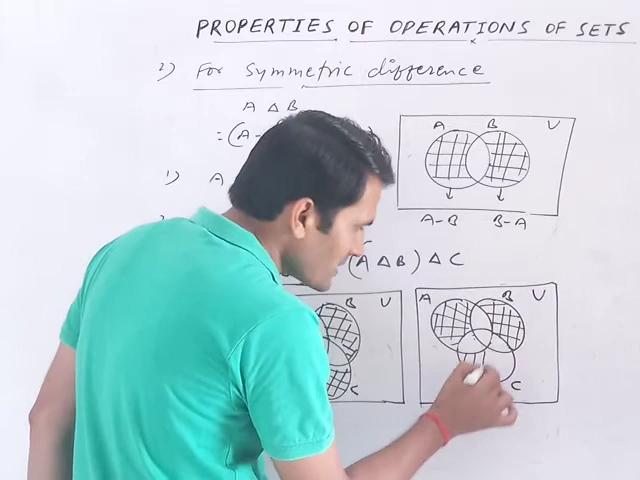 PROPERTIES OF OPERATIONS OF SETS
2) For symmetric difference
A Δ B
= (A -
1) A
A B U
A-B B-A
(A Δ B) Δ C
B U
C
A B U
C